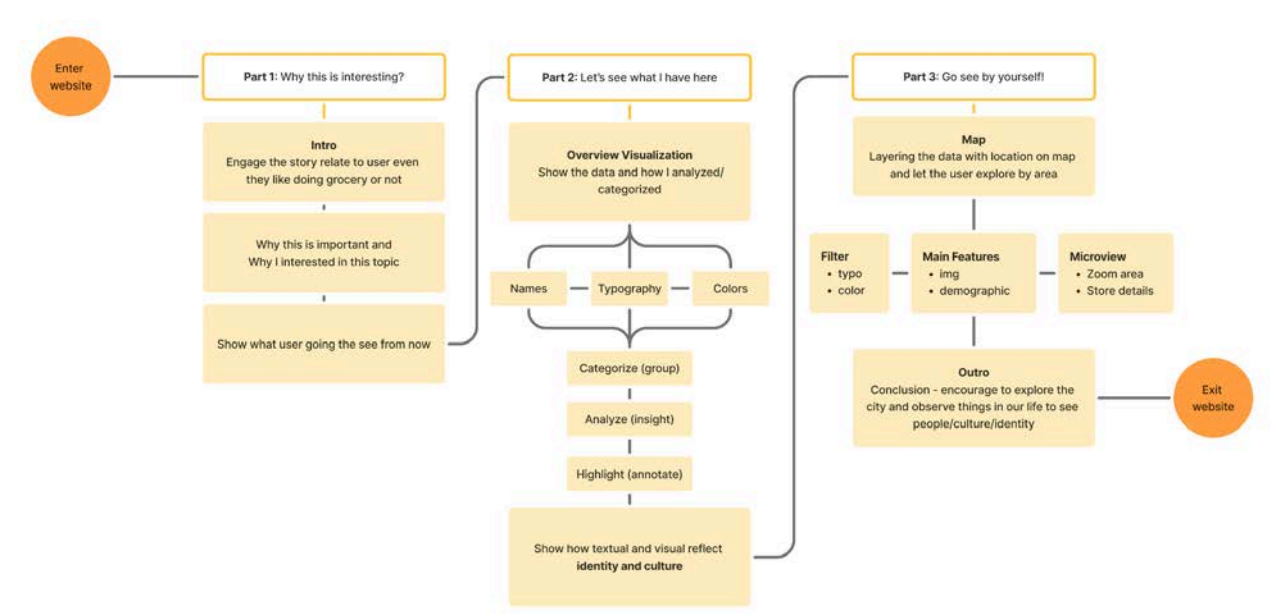 Enter
website
Part 1: Why this is interesting?
Intro
Engage the story relate to user even
they like doing grocery or not
Why this is important and
Why I interested in this topic
Show what user going the see from now
Part 2: Let's see what I have here
Overview Visualization
Show the data and how I analyzed/
categorized
Names
Typography
Colors
Categorize (group)
Analyze (insight)
Highlight (annotate)
Show how textual and visual reflect
identity and culture
Part 3: Go see by yourself!
Map
Layering the data with location on map
and let the user explore by area
Filter
• typo
• color
Main Features
• img
• demographic
Microview
• Zoom area
• Store details
Outro
Conclusion - encourage to explore the
city and observe things in our life to see
people/culture/identity
Exit
website